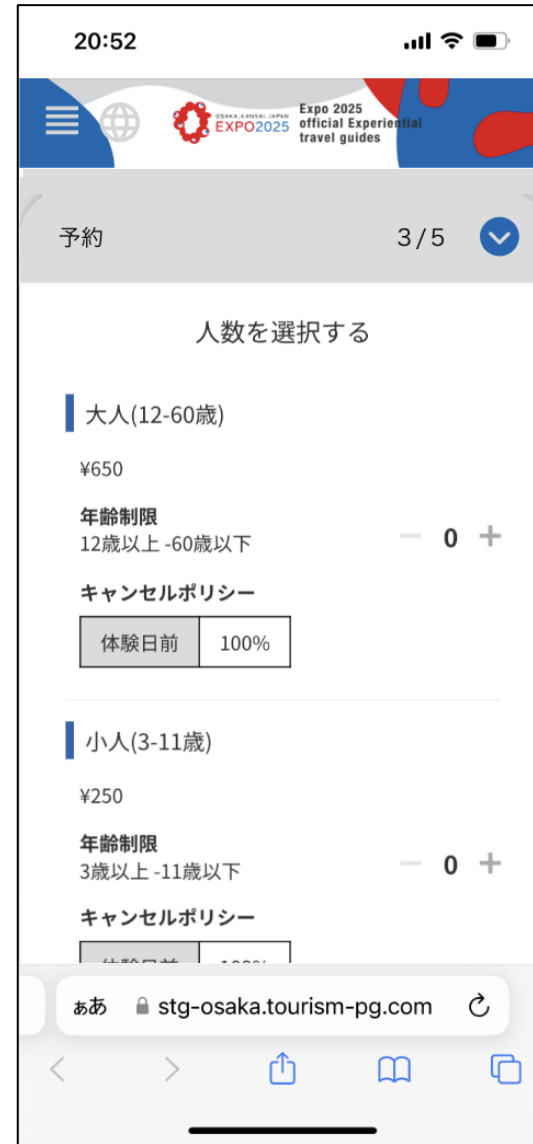 20:52
OSAKA, KANSAI, JAPAN
EXPO2025
Expo 2025
official Experiential
travel guides
予約
3/5
人数を選択する
大人(12-60歳)
¥650
年齢制限
12歳以上 -60歳以下
0
キャンセルポリシー
体験日前 100%
小人(3-11歳)
¥250
年齢制限
3歳以上 -11歳以下
0
キャンセルポリシー
体験日前 100%
ぁあ stg-osaka.tourism-pg.com